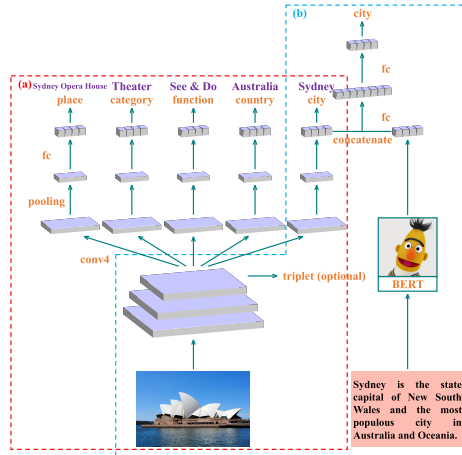 (b)
city
fc
(a)
Sydney Opera House
Theater
See & Do
Australia
Sydney
place
category
function
country
city
fc
fc
concatenate
pooling
conv4
triplet (optional)
BERT
Sydney is the state
capital of New South
Wales and the most
populous city in
Australia and Oceania.